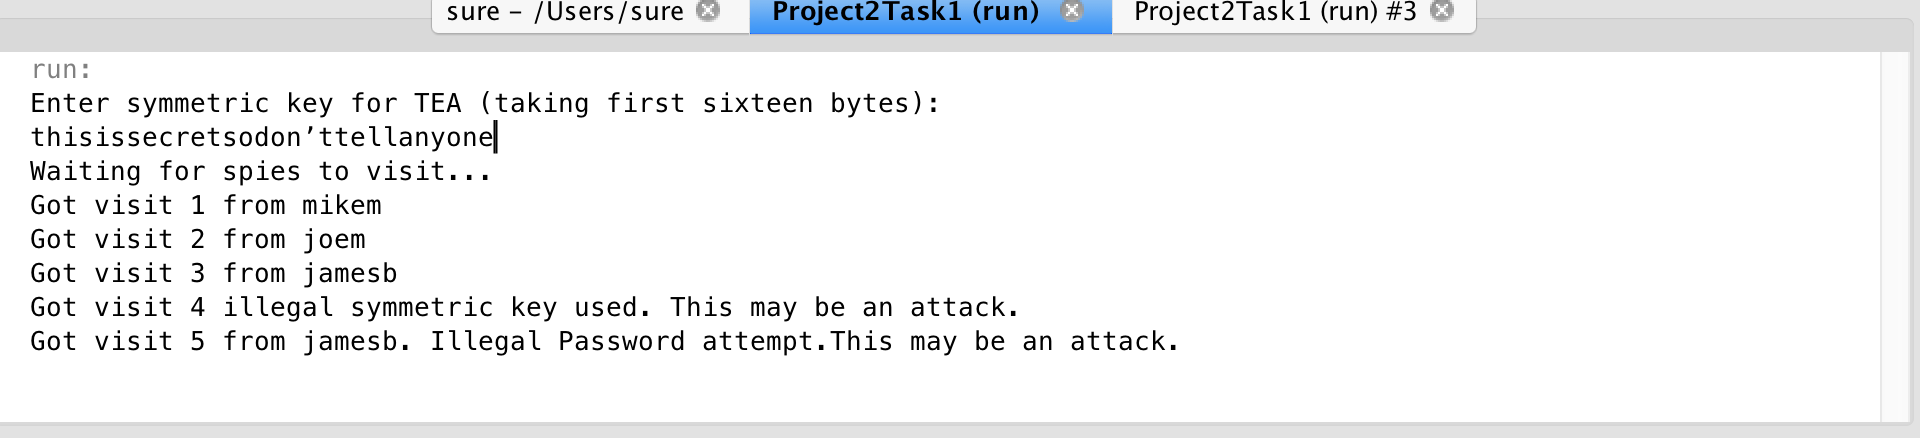 sure – /Users/sure Project2Task1 (run) Project2Task1 (run) #3
run:
Enter symmetric key for TEA (taking first sixteen bytes):
thisissecretsodon’ttellanyone
Waiting for spies to visit...
Got visit 1 from mikem
Got visit 2 from joem
Got visit 3 from jamesb
Got visit 4 illegal symmetric key used. This may be an attack.
Got visit 5 from jamesb. Illegal Password attempt.This may be an attack.